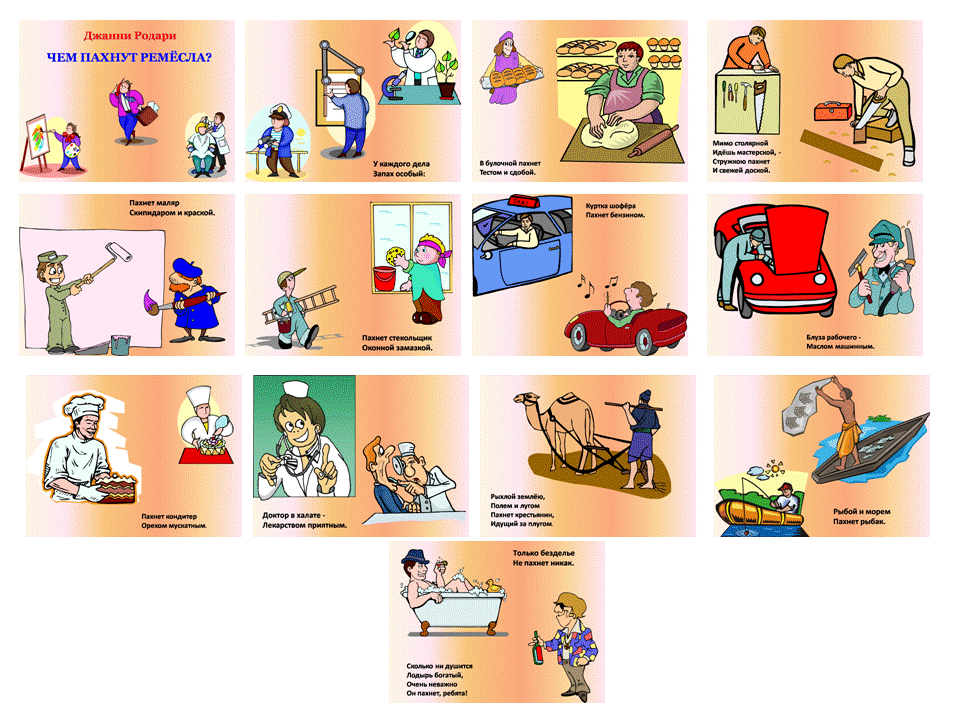 Джанни Родари
ЧЕМ ПАХНУТ РЕМЁСЛА?
У каждого дела
Запах особый:
В булочной пахнет
Тестом и сдобой.
Мимо столярной
Идёшь мастерской, -
Стружкою пахнет
И свежей доской.
Пахнет маляр
Скипидаром и краской.
Пахнет стекольщик
Оконной замазкой.
Куртка шофёра
Пахнет бензином.
Блуза рабочего -
Маслом машинным.
Пахнет кондитер
Орехом мускатным.
Доктор в халате -
Лекарством приятным.
Рыхлой землёю,
Полем и лугом
Пахнет крестьянин,
Идущий за плугом.
Рыбой и морем
Пахнет рыбак.
Только безделье
Не пахнет никак.
Сколько ни душится
Лодырь богатый,
Очень неважно
Он пахнет, ребята!